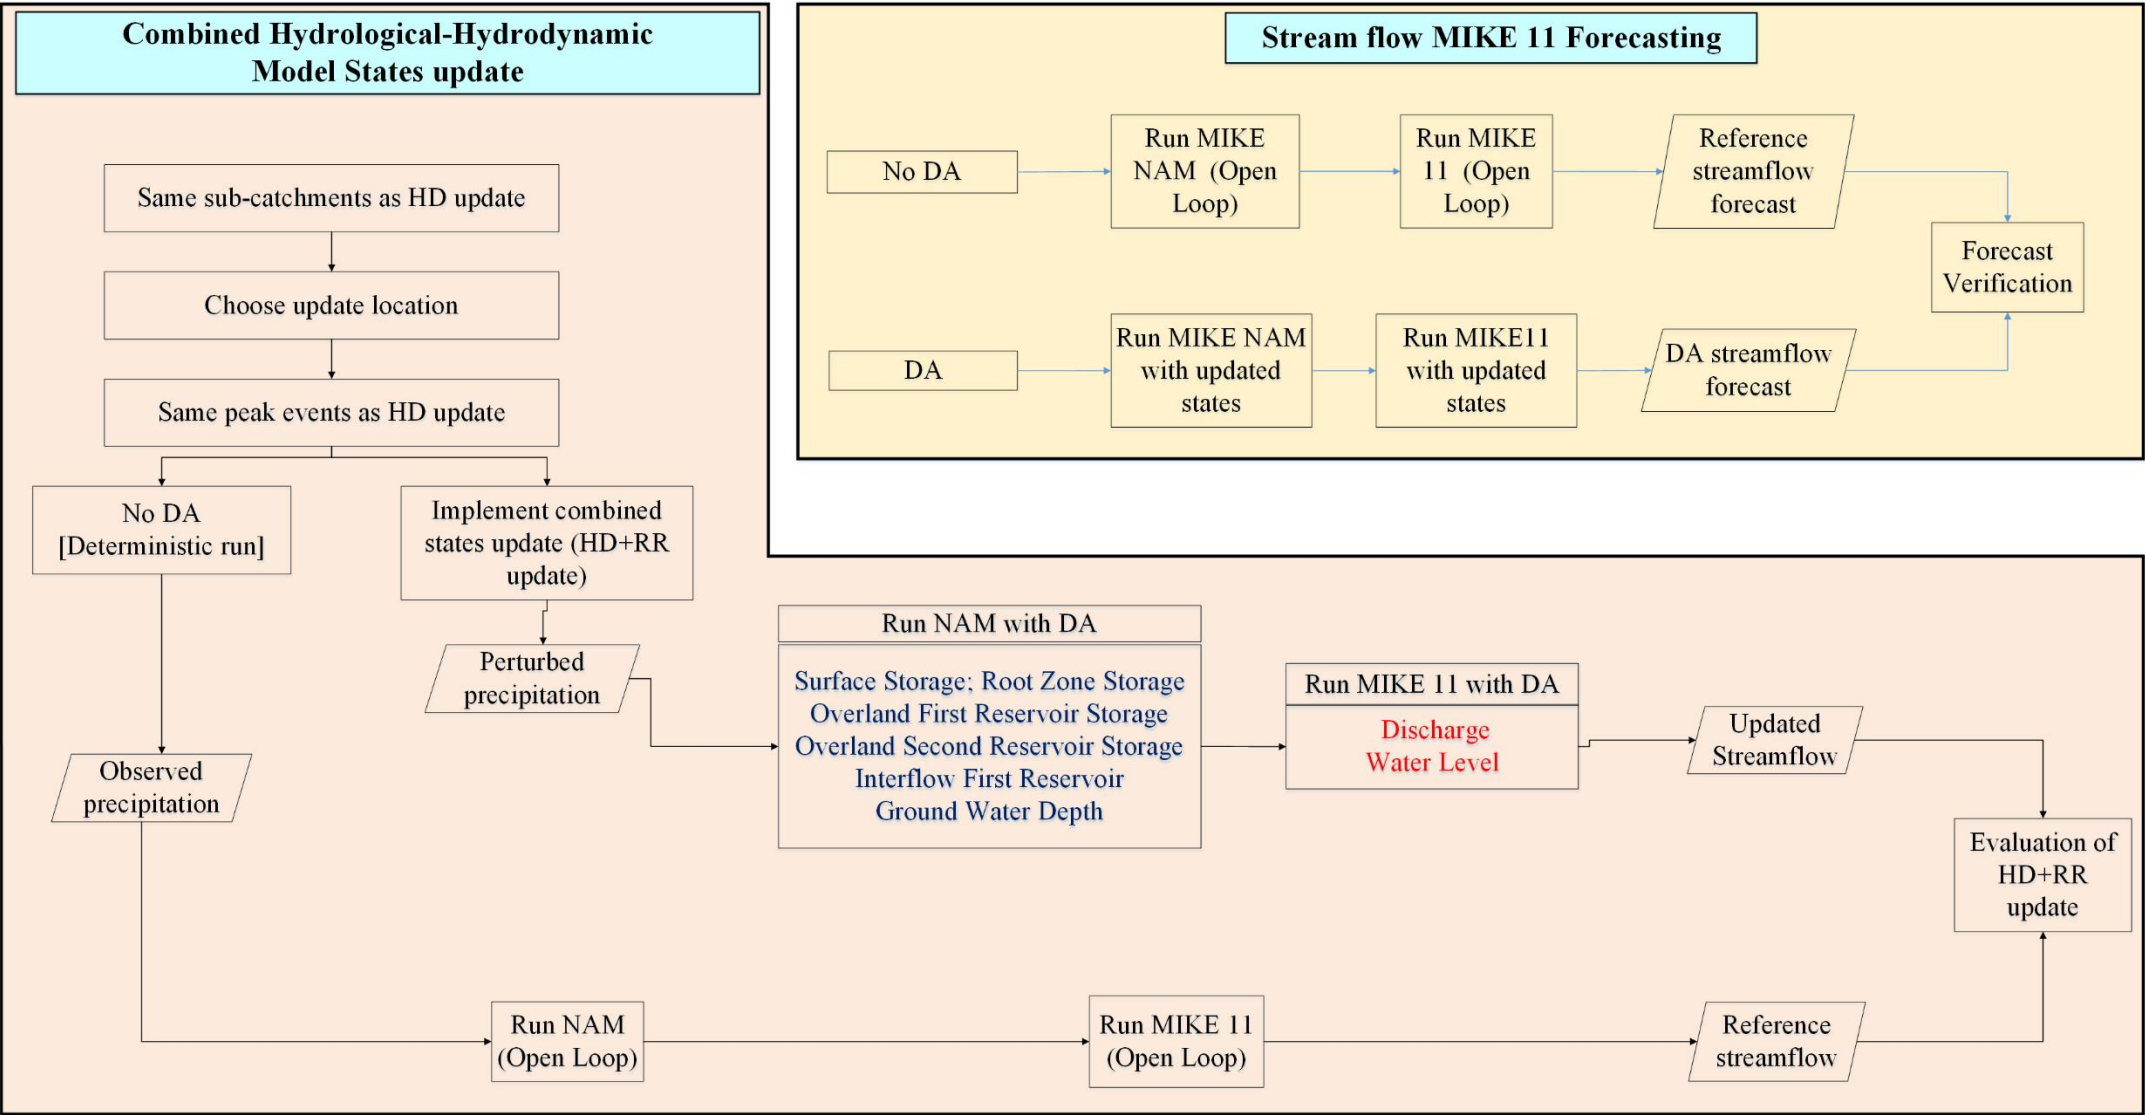 Combined Hydrological-Hydrodynamic
Model States update
Same sub-catchments as HD update
Choose update location
Same peak events as HD update
No DA
[Deterministic run]
Implement combined
states update (HD+RR
update)
Perturbed
precipitation
Observed
precipitation
Run NAM with DA
Surface Storage; Root Zone Storage
Overland First Reservoir Storage
Overland Second Reservoir Storage
Interflow First Reservoir
Ground Water Depth
Run MIKE 11 with DA
Discharge
Water Level
Updated
Streamflow
Evaluation of
HD+RR
update
Run NAM
(Open Loop)
Run MIKE 11
(Open Loop)
Reference
streamflow
Stream flow MIKE 11 Forecasting
No DA
Run MIKE
NAM (Open
Loop)
Run MIKE
11 (Open
Loop)
Reference
streamflow
forecast
Forecast
Verification
DA
Run MIKE NAM
with updated
states
Run MIKE11
with updated
states
DA streamflow
forecast